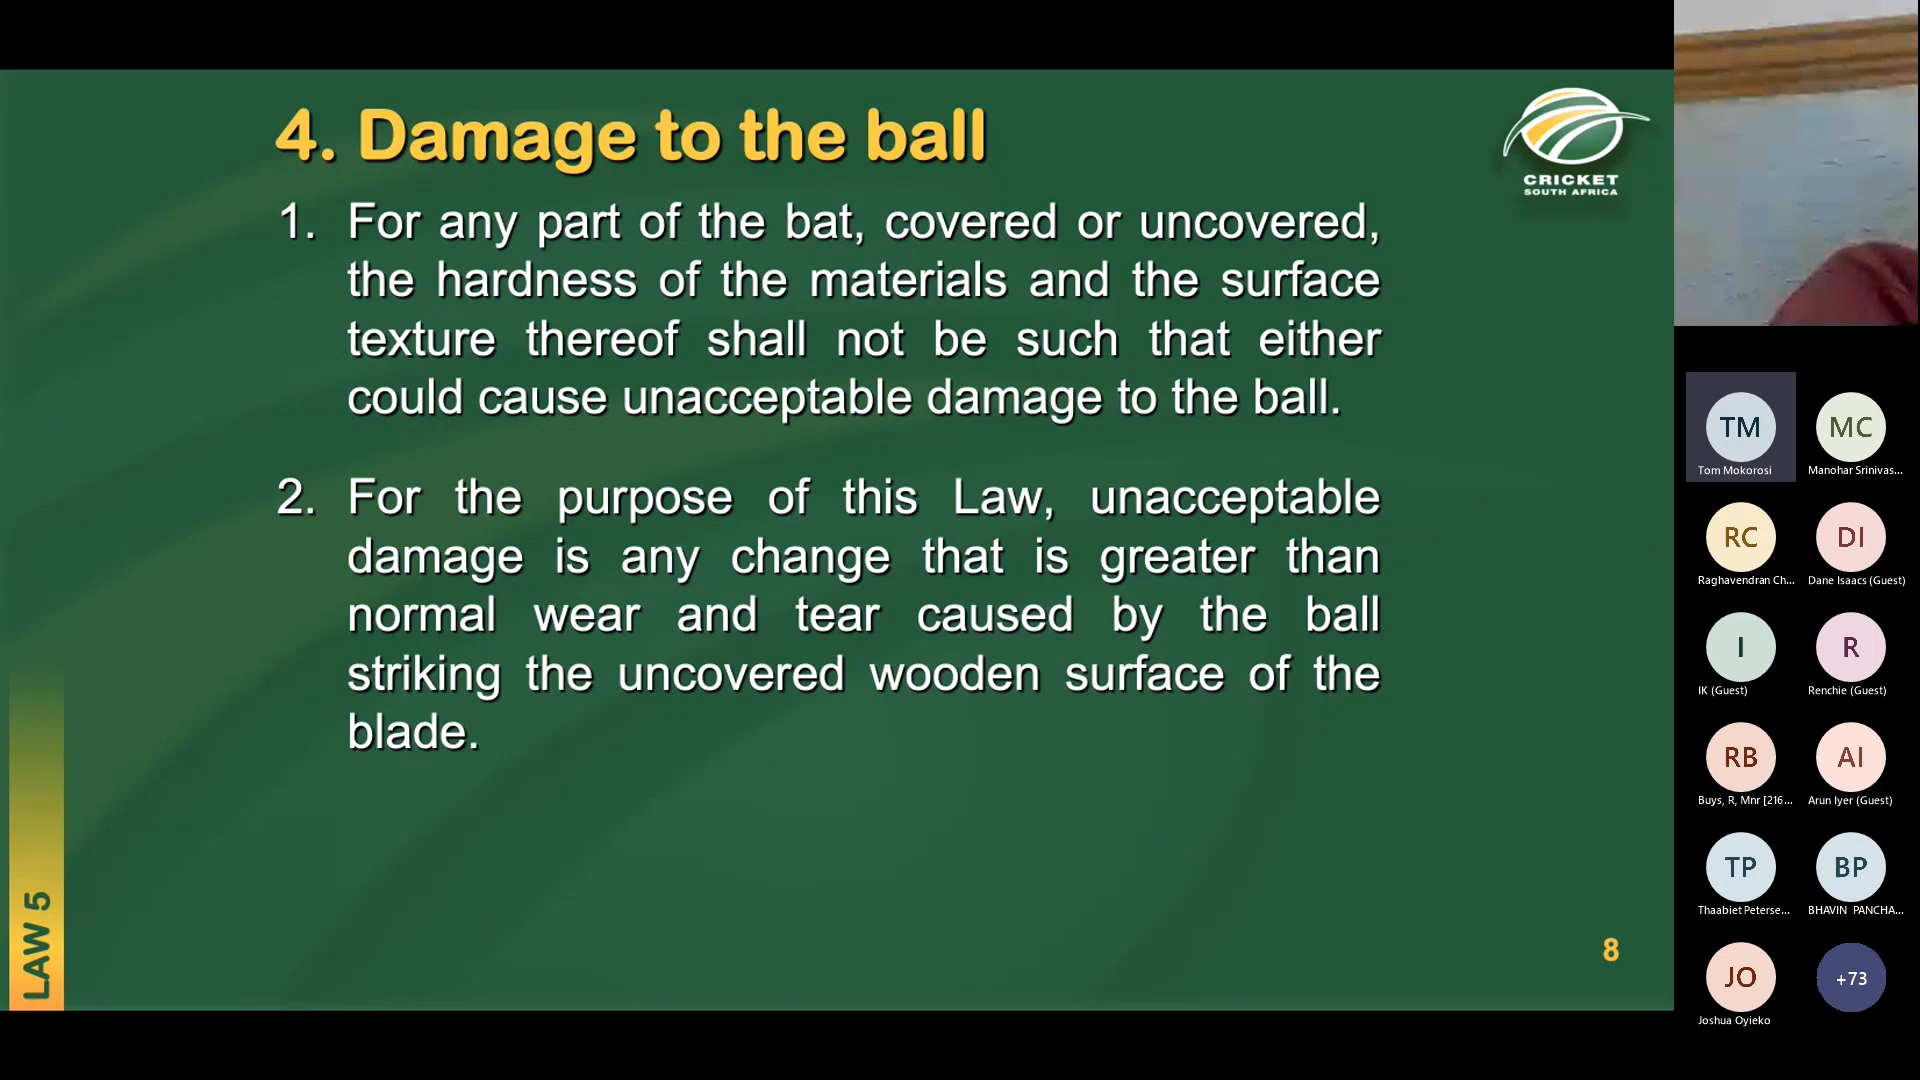 4. Damage to the ball
CRICKET
SOUTH AFRICA
1. For any part of the bat, covered or uncovered,
the hardness of the materials and the surface
texture thereof shall not be such that either
could cause unacceptable damage to the ball.
2. For the purpose of this Law, unacceptable
damage is any change that is greater than
normal wear and tear caused by the ball
striking the uncovered wooden surface of the
blade.
LAW 5
8
TM MC
Tom Mokorosi Manohar Srinivas...
RC DI
Raghavendran Ch... Dane Isaacs (Guest)
I R
IK (Guest) Renchie (Guest)
RB AI
Buys, R, Mnr [216... Arun Iyer (Guest)
TP BP
Thaabiet Peterse... BHAVIN PANCHA...
JO +73
Joshua Oyieko